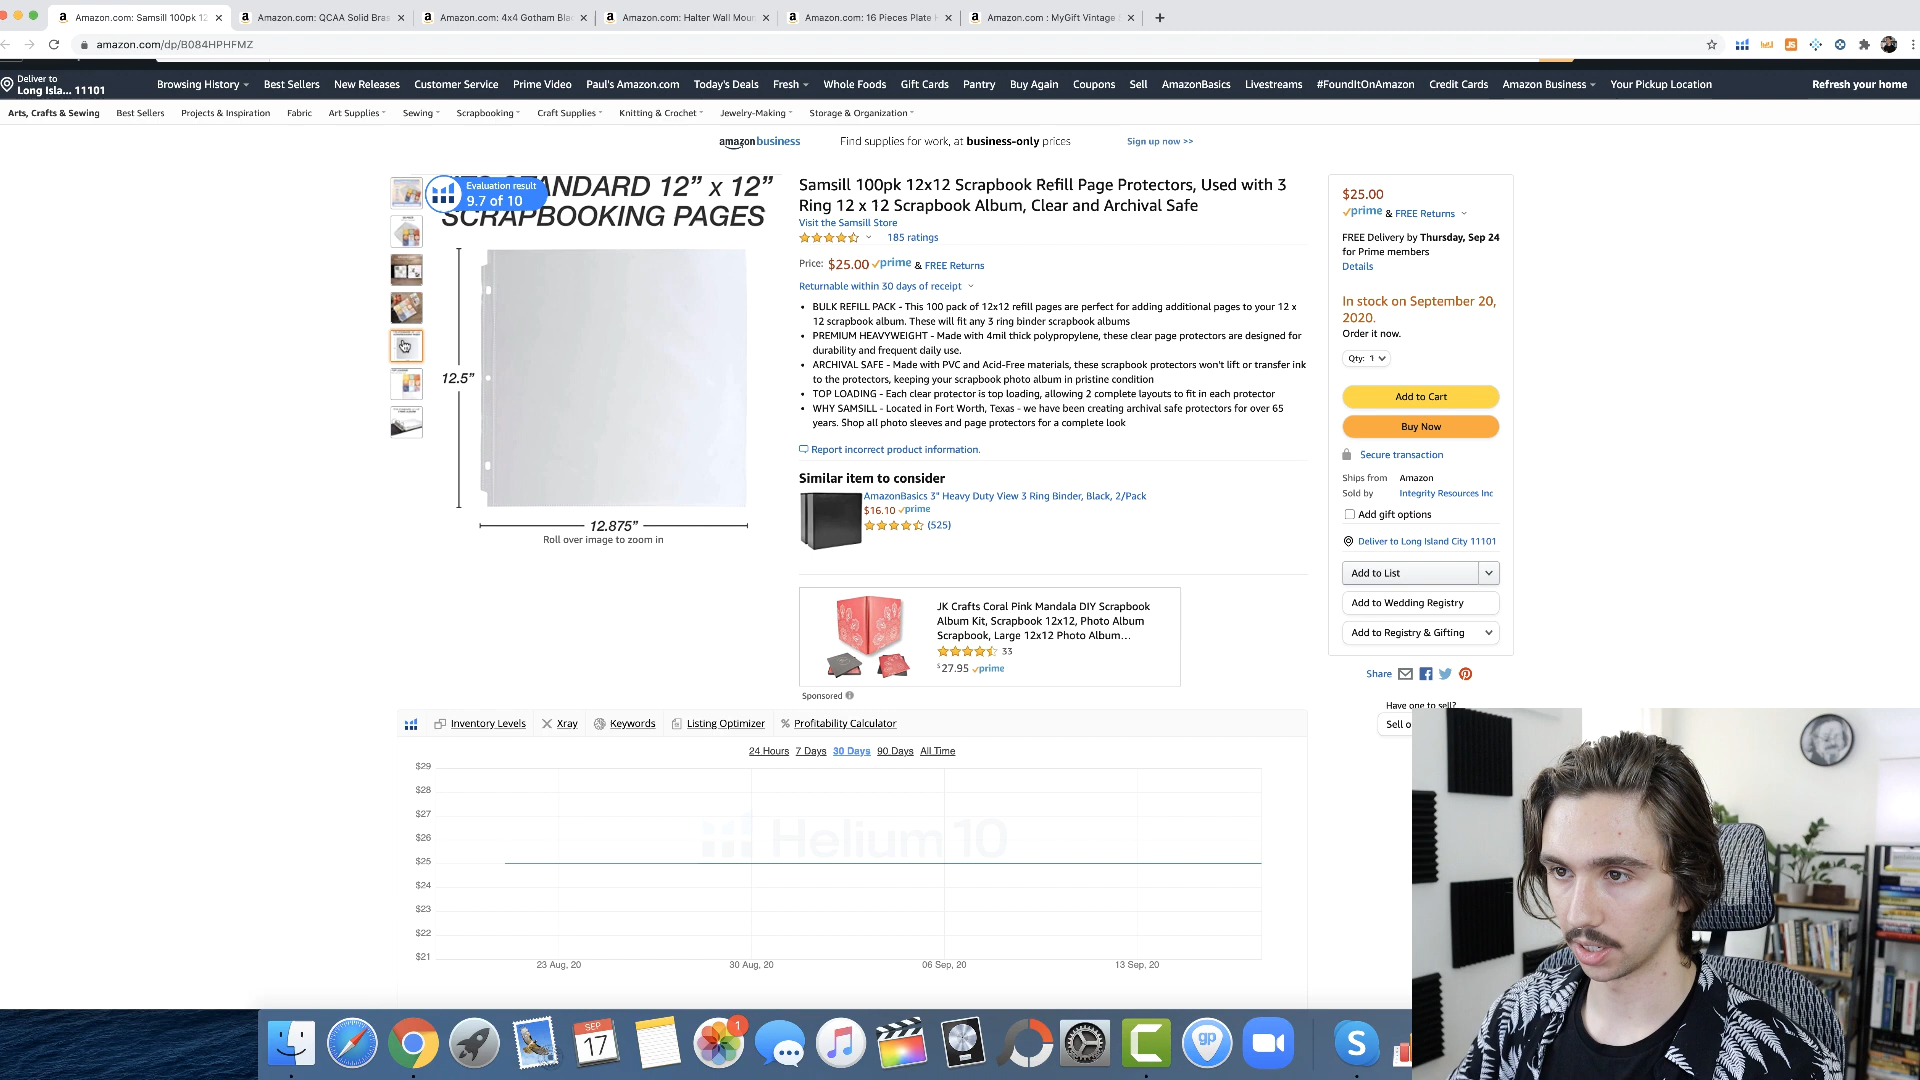 Amazon.com: Samsill 100pk 12
Amazon.com: QCAA Solid Bras
Amazon.com: 4x4 Gotham Bla
Amazon.com: Halter Wall Mou
Amazon.com: 16 Pieces Plate H
Amazon.com : MyGift Vintage
amazon.com/dp/B084HPHFMZ
Deliver to
Long Isla... 11101
Browsing History
Best Sellers
New Releases
Customer Service
Prime Video
Paul's Amazon.com
Today's Deals
Fresh
Whole Foods
Gift Cards
Pantry
Buy Again
Coupons
Sell
AmazonBasics
Livestreams
#FoundItOnAmazon
Credit Cards
Amazon Business
Your Pickup Location
Refresh your home
Arts, Crafts & Sewing
Best Sellers
Projects & Inspiration
Fabric
Art Supplies
Sewing
Scrapbooking
Craft Supplies
Knitting & Crochet
Jewelry-Making
Storage & Organization
amazon business
Find supplies for work, at business-only prices
Sign up now >>
Evaluation result
9.7 of 10
STANDARD 12” x 12”
SCRAPBOOKING PAGES
12.5”
12.875”
Roll over image to zoom in
Samsill 100pk 12x12 Scrapbook Refill Page Protectors, Used with 3
Ring 12 x 12 Scrapbook Album, Clear and Archival Safe
Visit the Samsill Store
185 ratings
Price: $25.00 prime & FREE Returns
Returnable within 30 days of receipt
• BULK REFILL PACK - This 100 pack of 12x12 refill pages are perfect for adding additional pages to your 12 x
12 scrapbook album. These will fit any 3 ring binder scrapbook albums
• PREMIUM HEAVYWEIGHT - Made with 4mil thick polypropylene, these clear page protectors are designed for
durability and frequent daily use.
• ARCHIVAL SAFE - Made with PVC and Acid-Free materials, these scrapbook protectors won't lift or transfer ink
to the protectors, keeping your scrapbook photo album in pristine condition
• TOP LOADING - Each clear protector is top loading, allowing 2 complete layouts to fit in each protector
• WHY SAMSILL - Located in Fort Worth, Texas - we have been creating archival safe protectors for over 65
years. Shop all photo sleeves and page protectors for a complete look
Report incorrect product information.
Similar item to consider
AmazonBasics 3" Heavy Duty View 3 Ring Binder, Black, 2/Pack
$16.10 prime
(525)
JK Crafts Coral Pink Mandala DIY Scrapbook
Album Kit, Scrapbook 12x12, Photo Album
Scrapbook, Large 12x12 Photo Album...
33
$27.95 prime
Sponsored
$25.00
prime & FREE Returns
FREE Delivery by Thursday, Sep 24
for Prime members
Details
In stock on September 20,
2020.
Order it now.
Qty: 1
Add to Cart
Buy Now
Secure transaction
Ships from Amazon
Sold by Integrity Resources Inc
Add gift options
Deliver to Long Island City 11101
Add to List
Add to Wedding Registry
Add to Registry & Gifting
Share
Have one to sell?
Sell o
Inventory Levels
Xray
Keywords
Listing Optimizer
Profitability Calculator
24 Hours 7 Days 30 Days 90 Days All Time
$29
$28
$27
$26
$25
$24
$23
$22
$21
Helium 10
23 Aug, 20
30 Aug, 20
06 Sep, 20
13 Sep, 20
SEP
17
1
gp